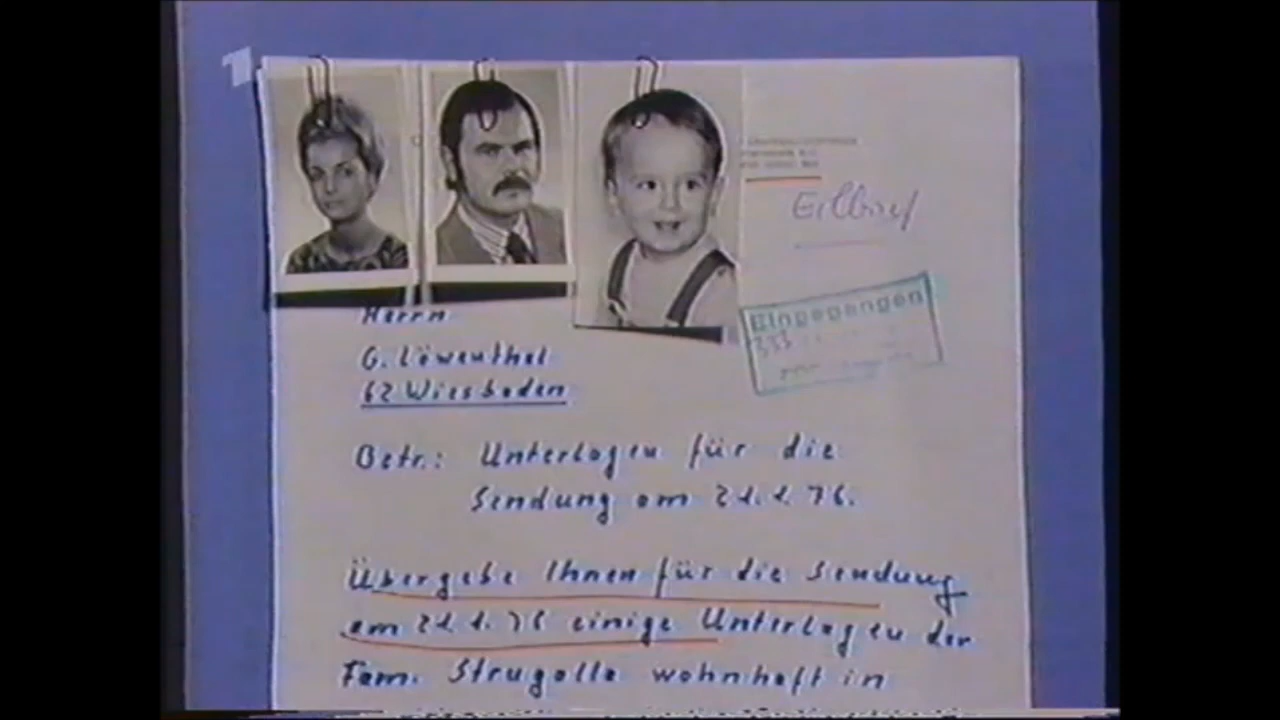 1
Eilbrief
Eingegangen
Herrn
G. Löwenthal
62 Wiesbaden
Betr.: Unterlagen für die
Sendung am 21.1.76.
Übergebe Ihnen für die Sendung
am 21.1.76 einige Unterlagen der
Fam. Strugalla wohnhaft in